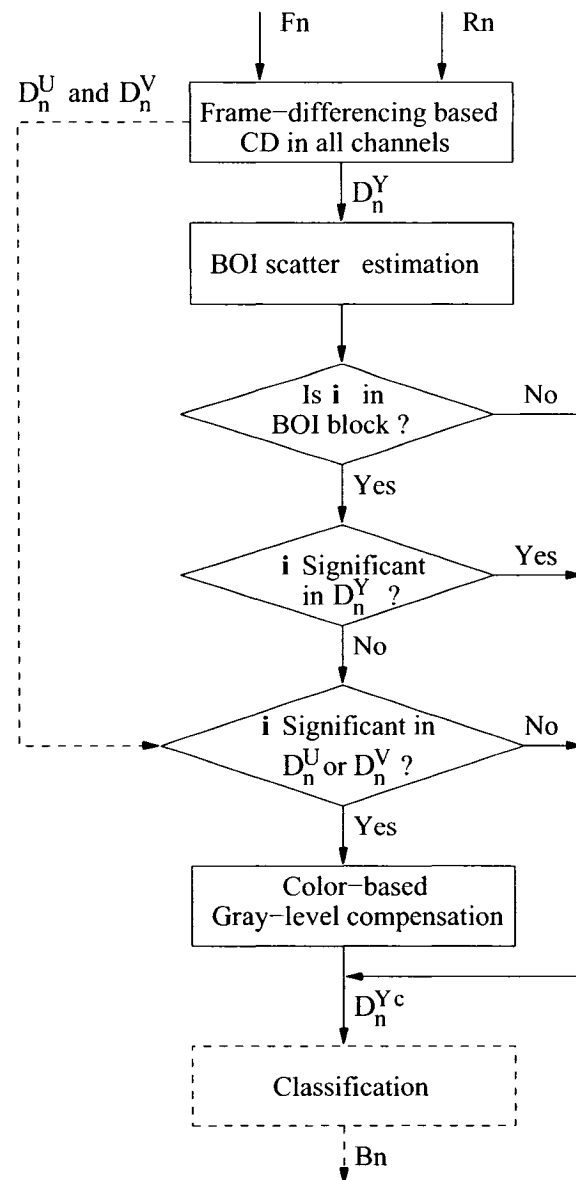 Fn
Rn
D_n^U and D_n^V
Frame-differencing based
CD in all channels
D_n^Y
BOI scatter estimation
Is i in
BOI block ?
No
Yes
i Significant
in D_n^Y ?
Yes
No
i Significant in
D_n^U or D_n^V ?
No
Yes
Color-based
Gray-level compensation
D_n^Yc
Classification
Bn